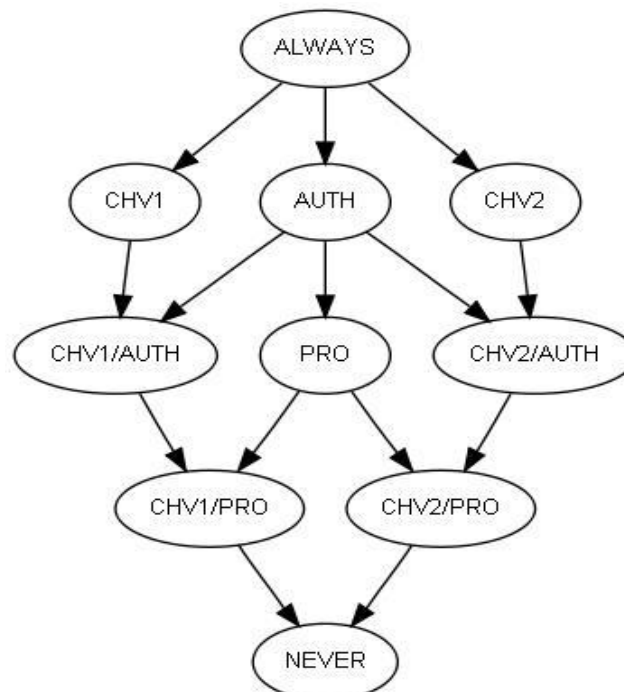 ALWAYS
CHV1
AUTH
CHV2
CHV1/AUTH
PRO
CHV2/AUTH
CHV1/PRO
CHV2/PRO
NEVER